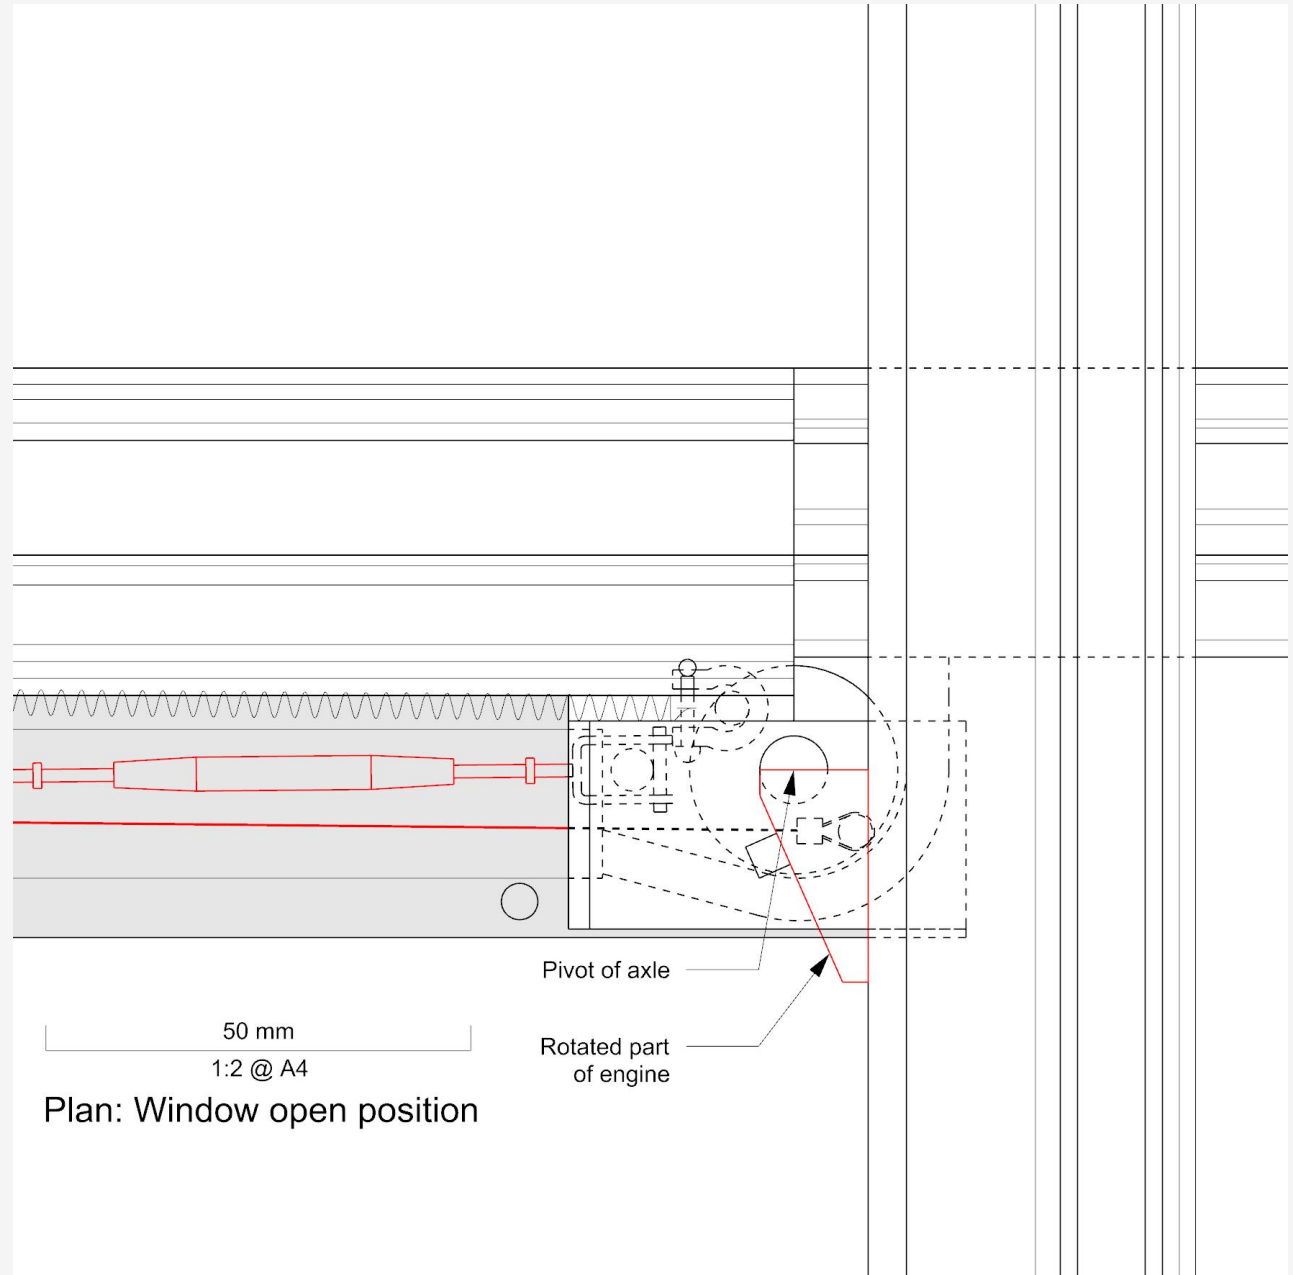 Pivot of axle
Rotated part
of engine
50 mm
1:2 @ A4
Plan: Window open position